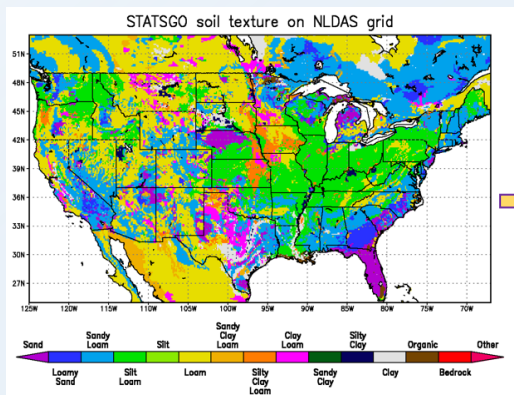 STATSGO soil texture on NLDAS grid
51N
48N
45N
42N
39N
36N
33N
30N
27N
125W 120W 115W 110W 105W 100W 95W 90W 85W 80W 75W 70W
Sand Sandy Loam Silt Sandy Clay Loam Clay Loam Silty Clay Organic Other
Loamy Sand Silt Loam Loam Silty Clay Loam Sandy Clay Clay Bedrock